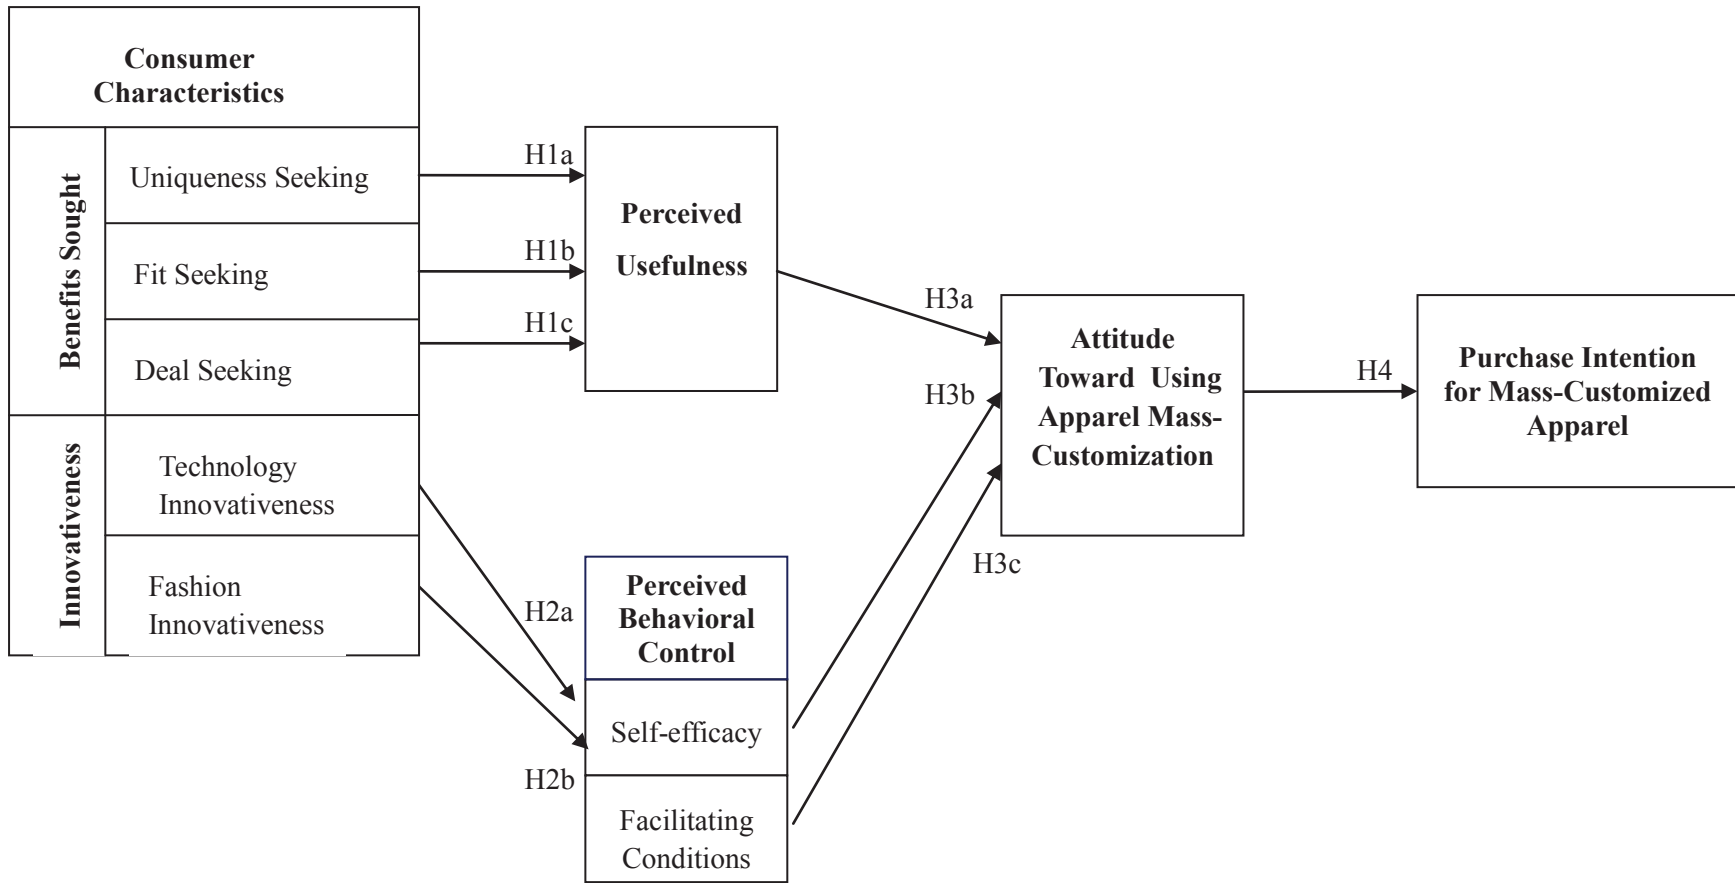 Consumer
Characteristics
Benefits Sought
Uniqueness Seeking
Fit Seeking
Deal Seeking
Innovativeness
Technology
Innovativeness
Fashion
Innovativeness
H1a
H1b
H1c
Perceived
Usefulness
H2a
H2b
Perceived
Behavioral
Control
Self-efficacy
Facilitating
Conditions
H3a
H3b
H3c
Attitude
Toward Using
Apparel Mass-
Customization
H4
Purchase Intention
for Mass-Customized
Apparel